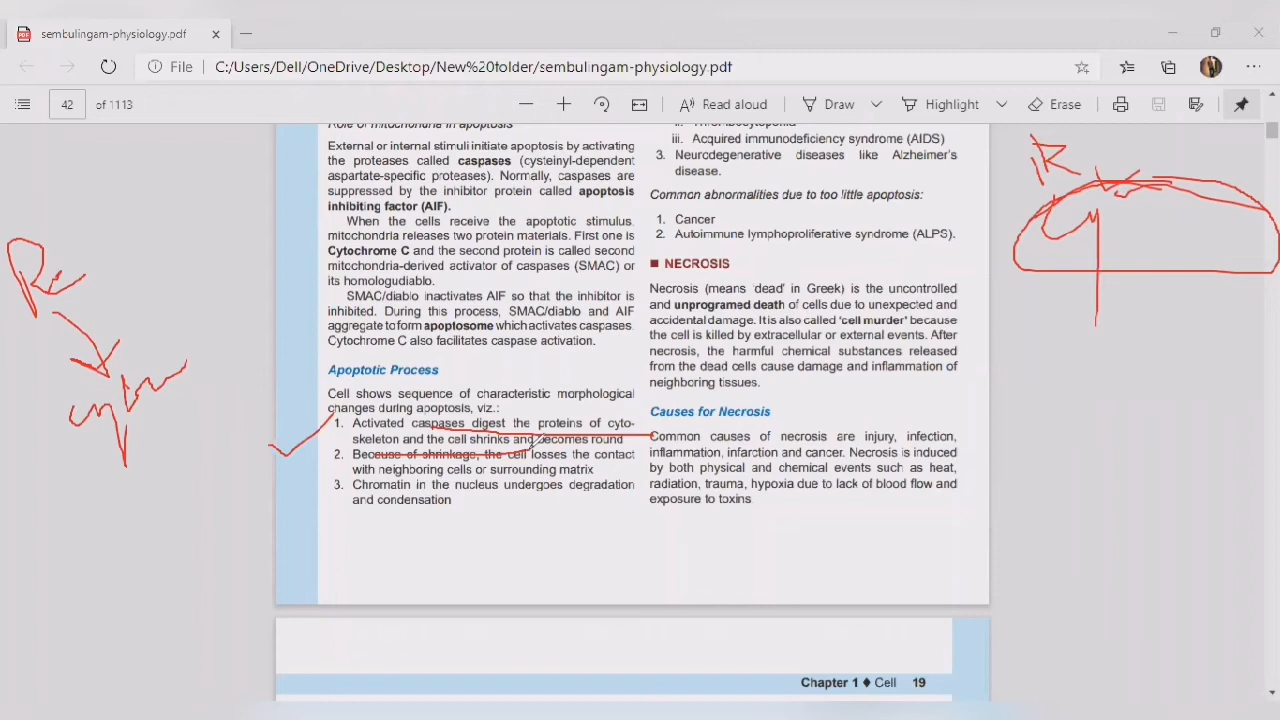 sembulingam-physiology.pdf
File C:/Users/Dell/OneDrive/Desktop/New%20folder/sembulingam-physiology.pdf
42 of 1113 Read aloud Draw Highlight Erase
Role of mitochondria in apoptosis
External or internal stimuli initiate apoptosis by activating
the proteases called caspases (cysteinyl-dependent
aspartate-specific proteases). Normally, caspases are
suppressed by the inhibitor protein called apoptosis
inhibiting factor (AIF).
When the cells receive the apoptotic stimulus,
mitochondria releases two protein materials. First one is
Cytochrome C and the second protein is called second
mitochondria-derived activator of caspases (SMAC) or
its homologudiablo.
SMAC/diablo inactivates AIF so that the inhibitor is
inhibited. During this process, SMAC/diablo and AIF
aggregate to form apoptosome which activates caspases.
Cytochrome C also facilitates caspase activation.
Apoptotic Process
Cell shows sequence of characteristic morphological
changes during apoptosis, viz.:
1. Activated caspases digest the proteins of cyto-
skeleton and the cell shrinks and becomes round
2. Because of shrinkage, the cell losses the contact
with neighboring cells or surrounding matrix
3. Chromatin in the nucleus undergoes degradation
and condensation
ii. Thrombocytopenia
iii. Acquired immunodeficiency syndrome (AIDS)
3. Neurodegenerative diseases like Alzheimer's
disease.
Common abnormalities due to too little apoptosis:
1. Cancer
2. Autoimmune lymphoproliferative syndrome (ALPS).
NECROSIS
Necrosis (means 'dead' in Greek) is the uncontrolled
and unprogramed death of cells due to unexpected and
accidental damage. It is also called 'cell murder' because
the cell is killed by extracellular or external events. After
necrosis, the harmful chemical substances released
from the dead cells cause damage and inflammation of
neighboring tissues.
Causes for Necrosis
Common causes of necrosis are injury, infection,
inflammation, infarction and cancer. Necrosis is induced
by both physical and chemical events such as heat,
radiation, trauma, hypoxia due to lack of blood flow and
exposure to toxins
Chapter 1 ♦ Cell 19